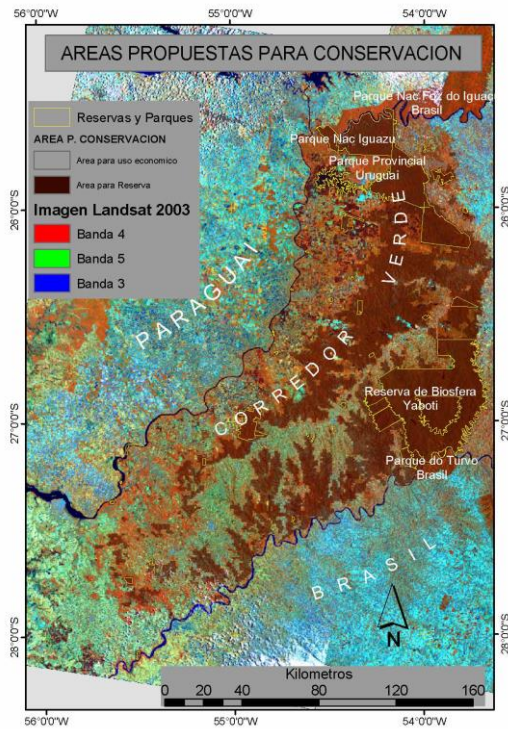 56°0'0"W 55°0'0"W 54°0'0"W
AREAS PROPUESTAS PARA CONSERVACION
Parque Nac Foz do Iguacu
Brasil
Reservas y Parques
AREA P. CONSERVACION
Area para uso economico
Area para Reserva
Imagen Landsat 2003
Banda 4
Banda 5
Banda 3
Parque Nac Iguazu
Parque Provincial
Uruguai
26°0'0"S 26°0'0"S
PARAGUAI
CORREDOR VERDE
Reserva de Biosfera
Yaboti
27°0'0"S 27°0'0"S
Parque do Turvo
Brasil
BRASIL
N
28°0'0"S 28°0'0"S
Kilometros
0 20 40 80 120 160
56°0'0"W 55°0'0"W 54°0'0"W